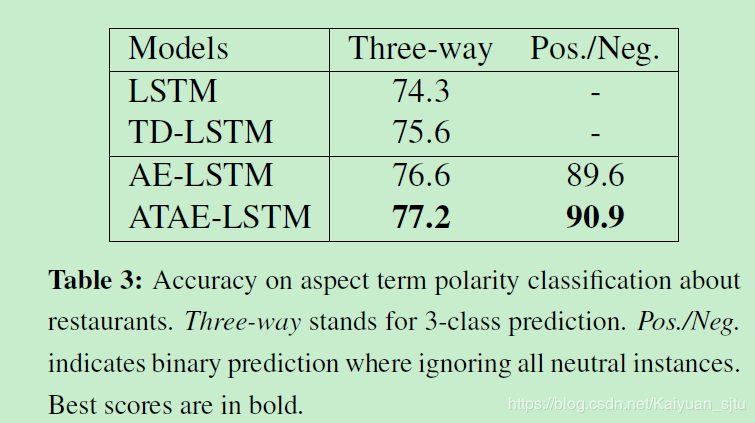 Models Three-way Pos./Neg.
LSTM 74.3 -
TD-LSTM 75.6 -
AE-LSTM 76.6 89.6
ATAE-LSTM 77.2 90.9
Table 3: Accuracy on aspect term polarity classification about
restaurants. Three-way stands for 3-class prediction. Pos./Neg.
indicates binary prediction where ignoring all neutral instances.
Best scores are in bold.
https://blog.csdn.net/Kaiyuan_sjtu